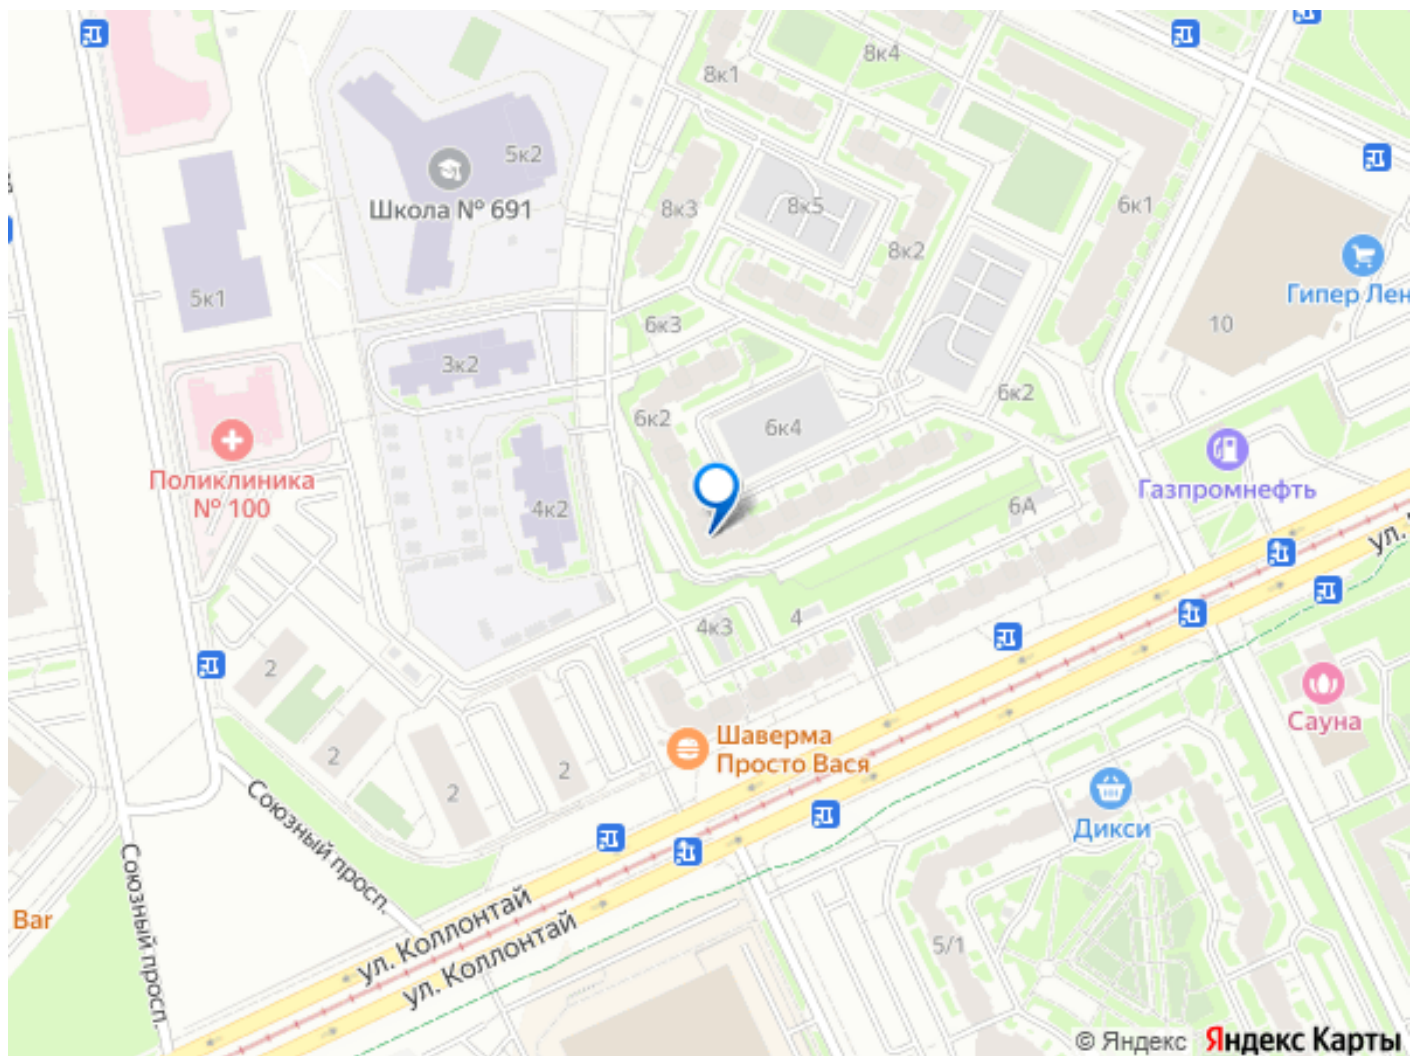 8к1
8к4
5к2
Школа № 691
8к3
8к5
6к1
8к2
5к1
Гипер Лен
6к3
10
3к2
6к2
6к2
6к4
Поликлиника
№ 100
Газпромнефть
4к2
6А
ул.
4к3
4
2
Сауна
Шаверма
Просто Вася
2
2
2
Союзный просп.
Дикси
Союзный просп.
Bar
ул. Коллонтай
ул. Коллонтай
5/1
© Яндекс Яндекс Карты